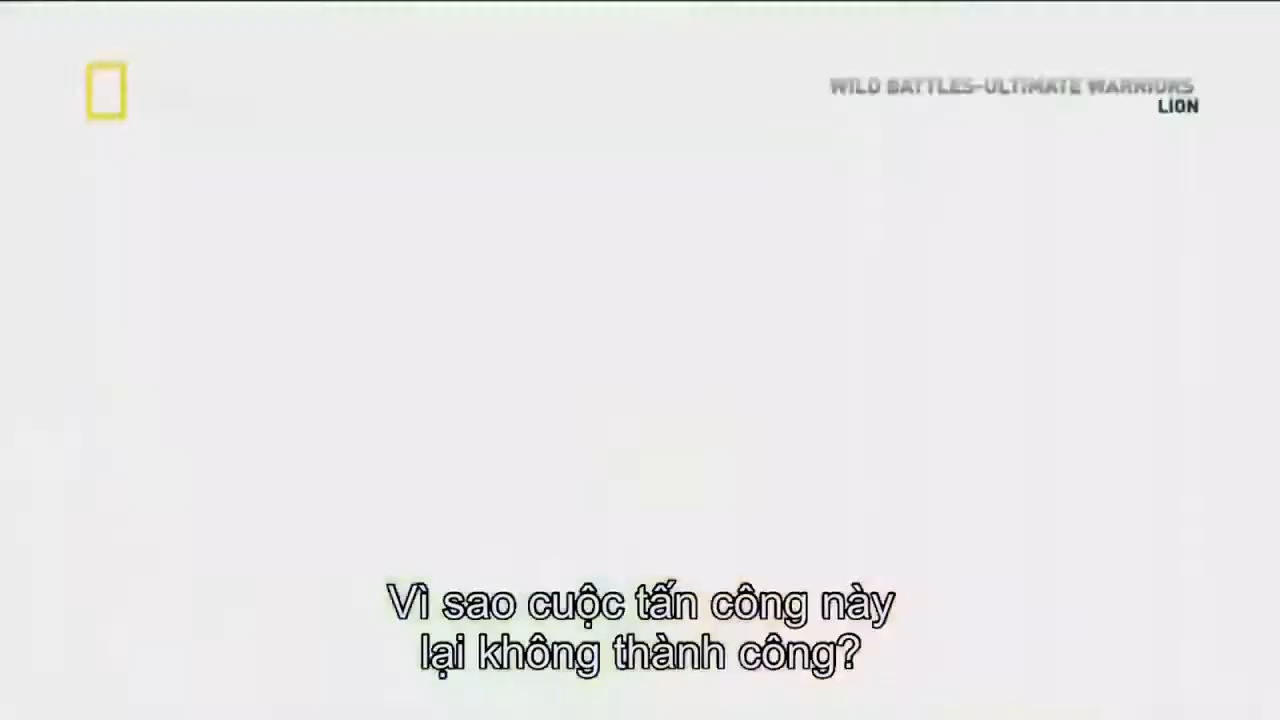 WILD BATTLES-ULTIMATE WARRIORS
LION
Vì sao cuộc tấn công này
lại không thành công?